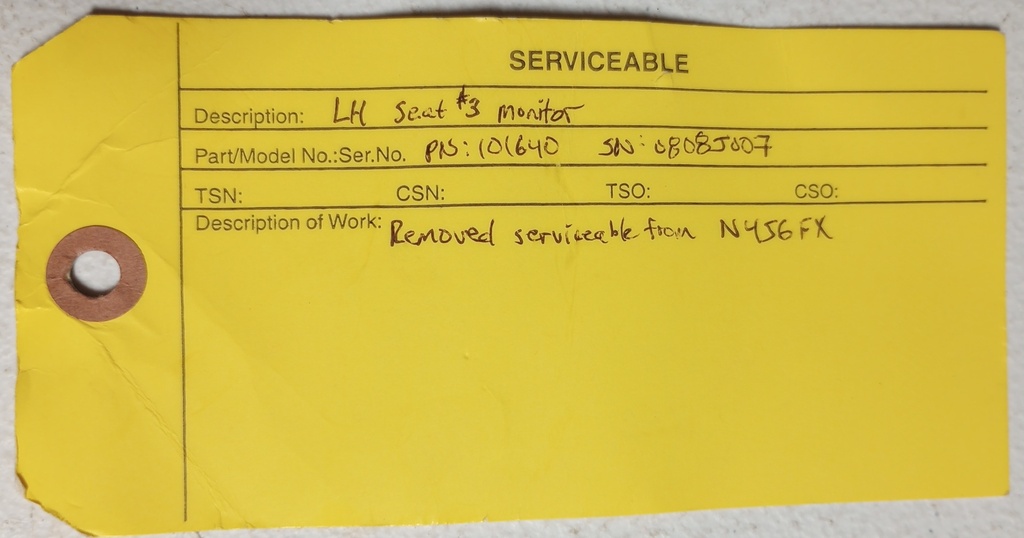 SERVICEABLE
Description: LH Seat #3 monitor
Part/Model No.:Ser.No. PN: 101640 SN: 0808J007
TSN: CSN: TSO: CSO:
Description of Work: Removed serviceable from N456FX